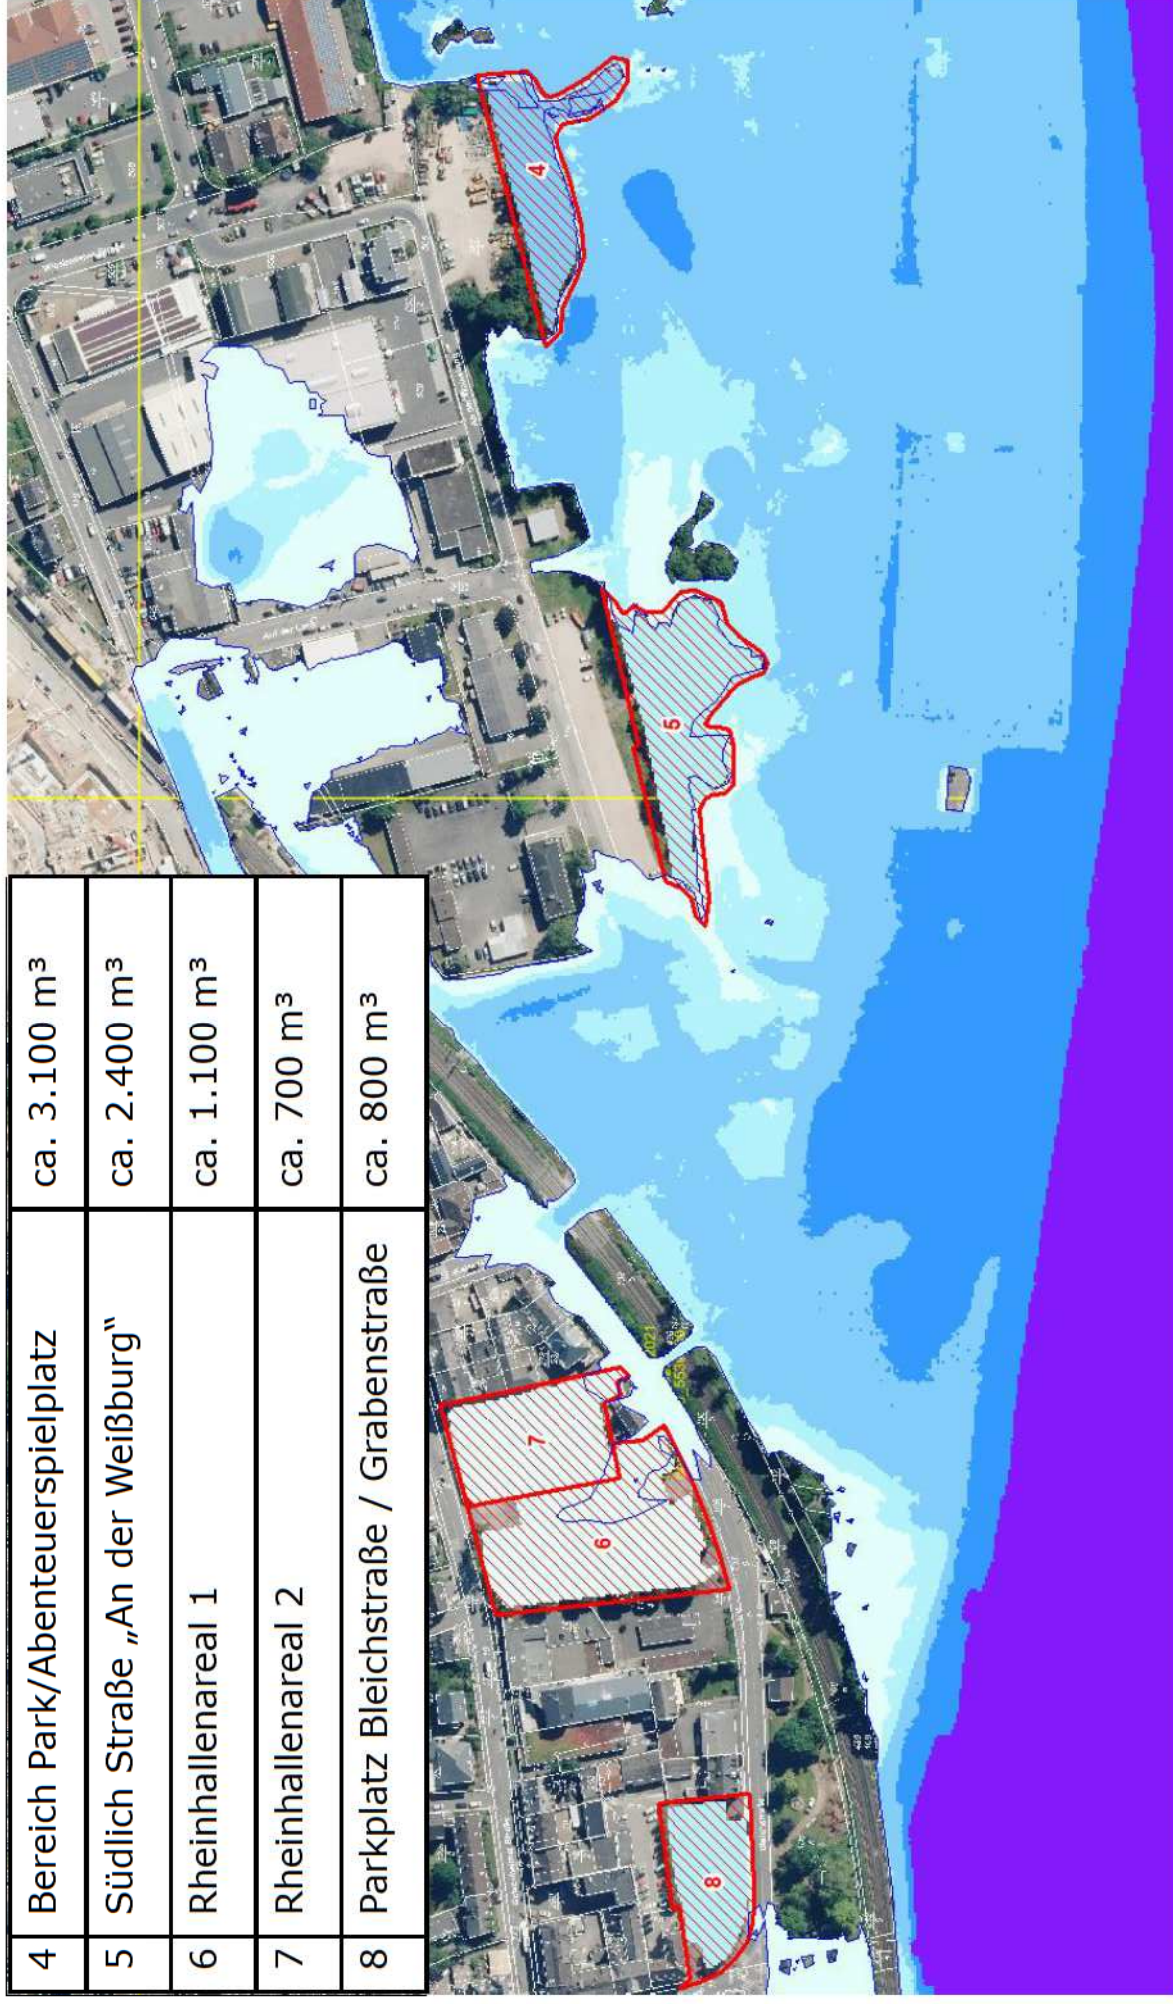 4 Bereich Park/Abenteuerspielplatz ca. 3.100 m³
5 Südlich Straße „An der Weißburg“ ca. 2.400 m³
6 Rheinhallenareal 1 ca. 1.100 m³
7 Rheinhallenareal 2 ca. 700 m³
8 Parkplatz Bleichstraße / Grabenstraße ca. 800 m³
8
6
7
5
4